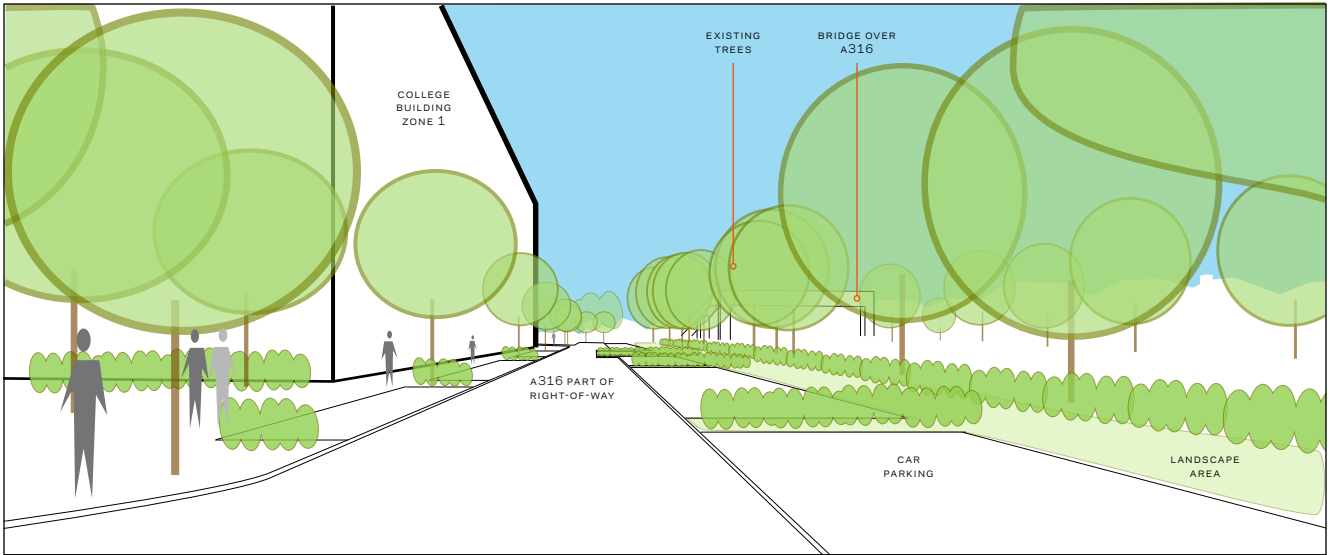 EXISTING
TREES
BRIDGE OVER
A316
COLLEGE
BUILDING
ZONE 1
A316 PART OF
RIGHT-OF-WAY
CAR
PARKING
LANDSCAPE
AREA